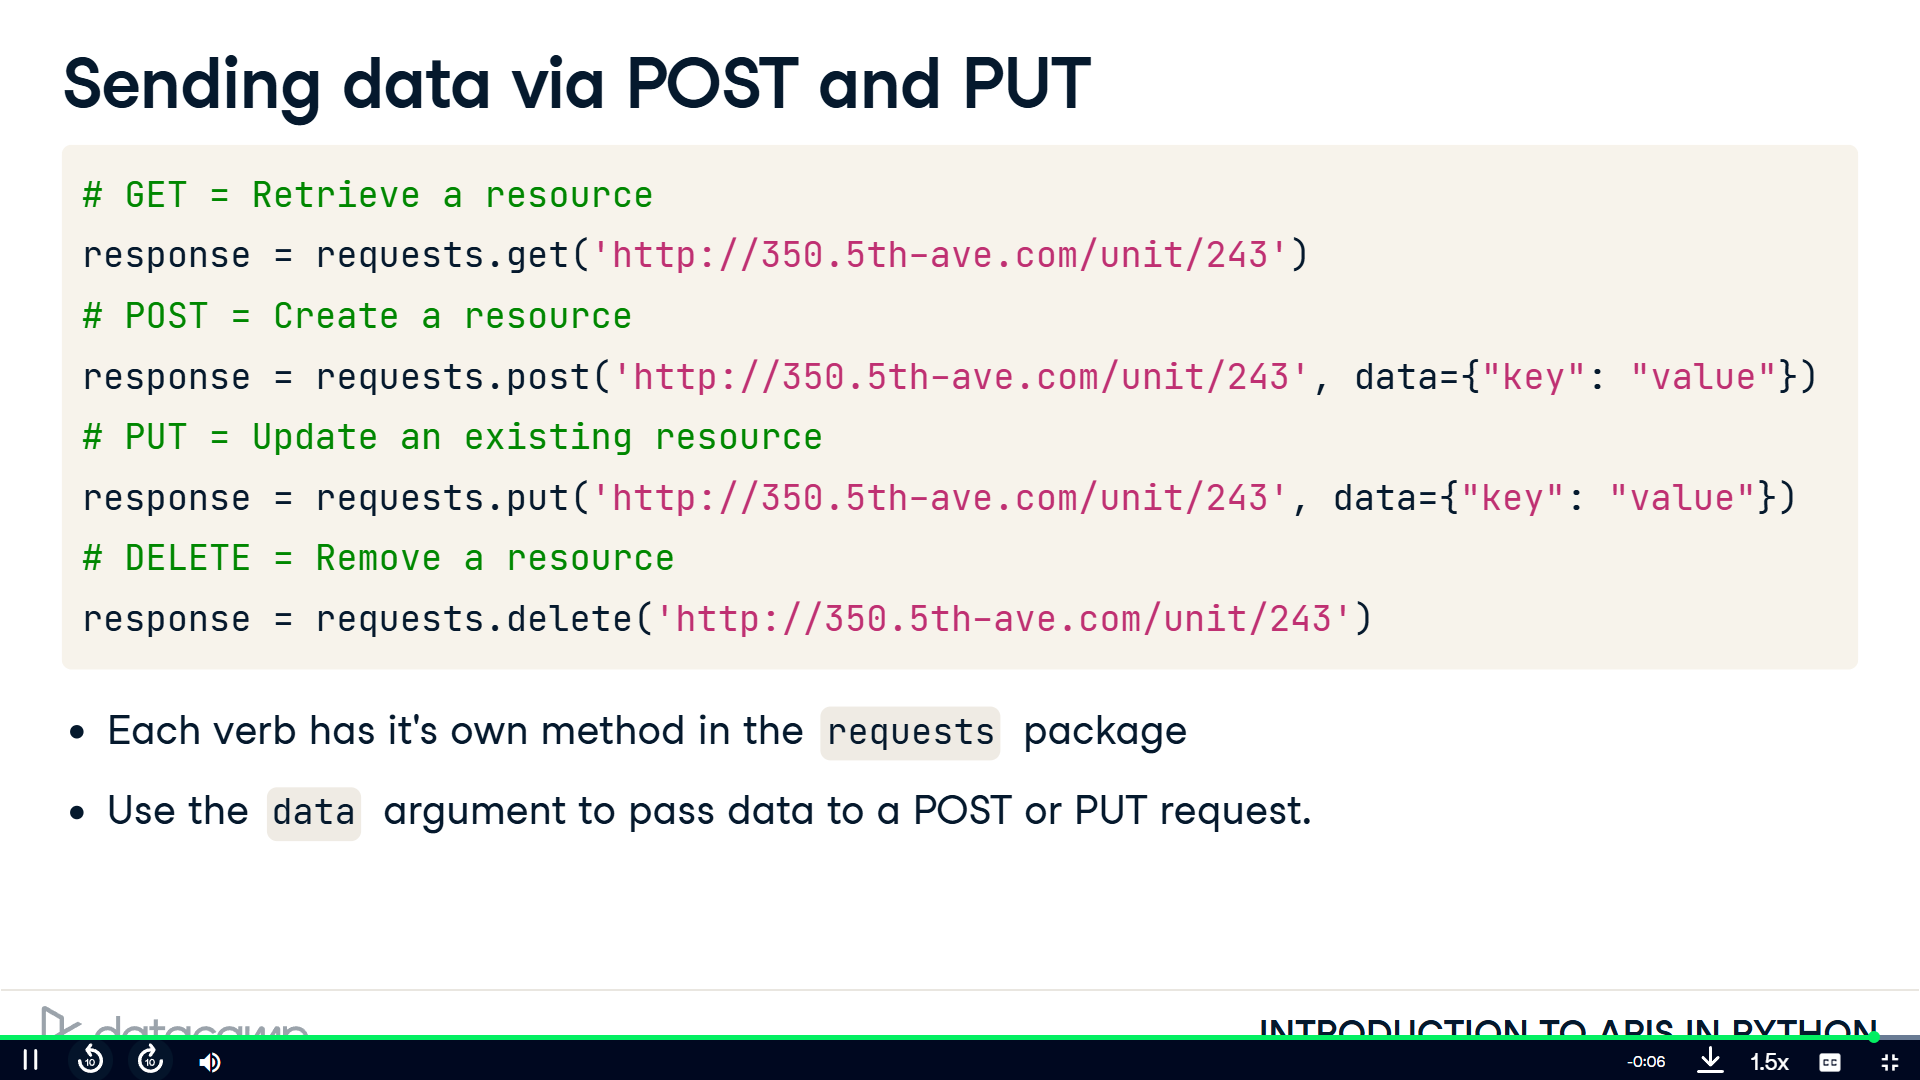 Sending data via POST and PUT
# GET = Retrieve a resource
response = requests.get('http://350.5th-ave.com/unit/243')
# POST = Create a resource
response = requests.post('http://350.5th-ave.com/unit/243', data={"key": "value"})
# PUT = Update an existing resource
response = requests.put('http://350.5th-ave.com/unit/243', data={"key": "value"})
# DELETE = Remove a resource
response = requests.delete('http://350.5th-ave.com/unit/243')
• Each verb has it's own method in the requests package
• Use the data argument to pass data to a POST or PUT request.
datacamp
INTRODUCTION TO APIS IN PYTHON
10 10 -0:06 1.5x CC